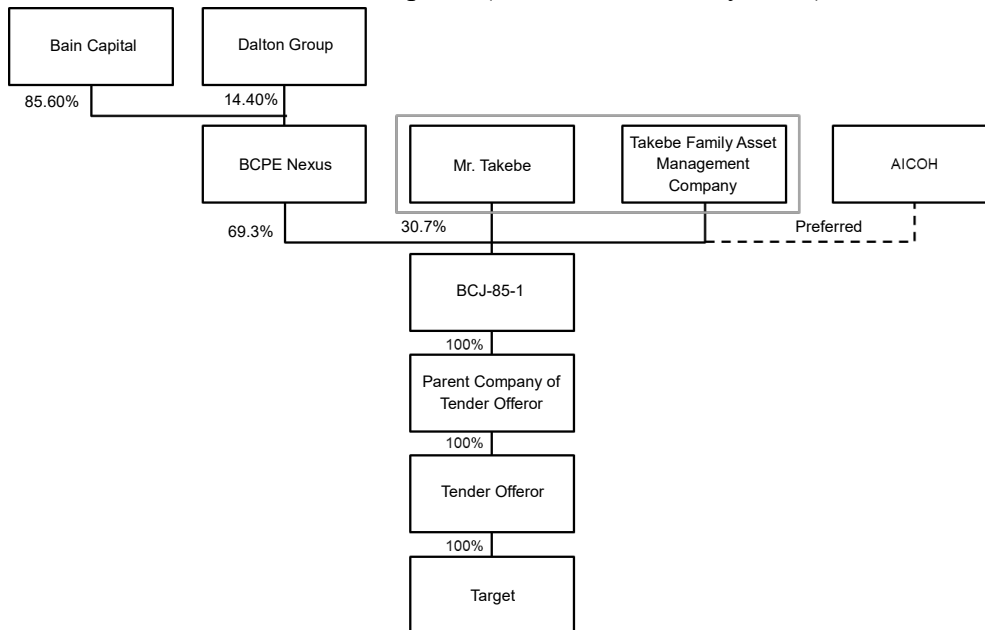 Bain Capital
Dalton Group
85.60%
14.40%
BCPE Nexus
Mr. Takebe
Takebe Family Asset
Management
Company
AICOH
69.3%
30.7%
Preferred
BCJ-85-1
100%
Parent Company of
Tender Offeror
100%
Tender Offeror
100%
Target